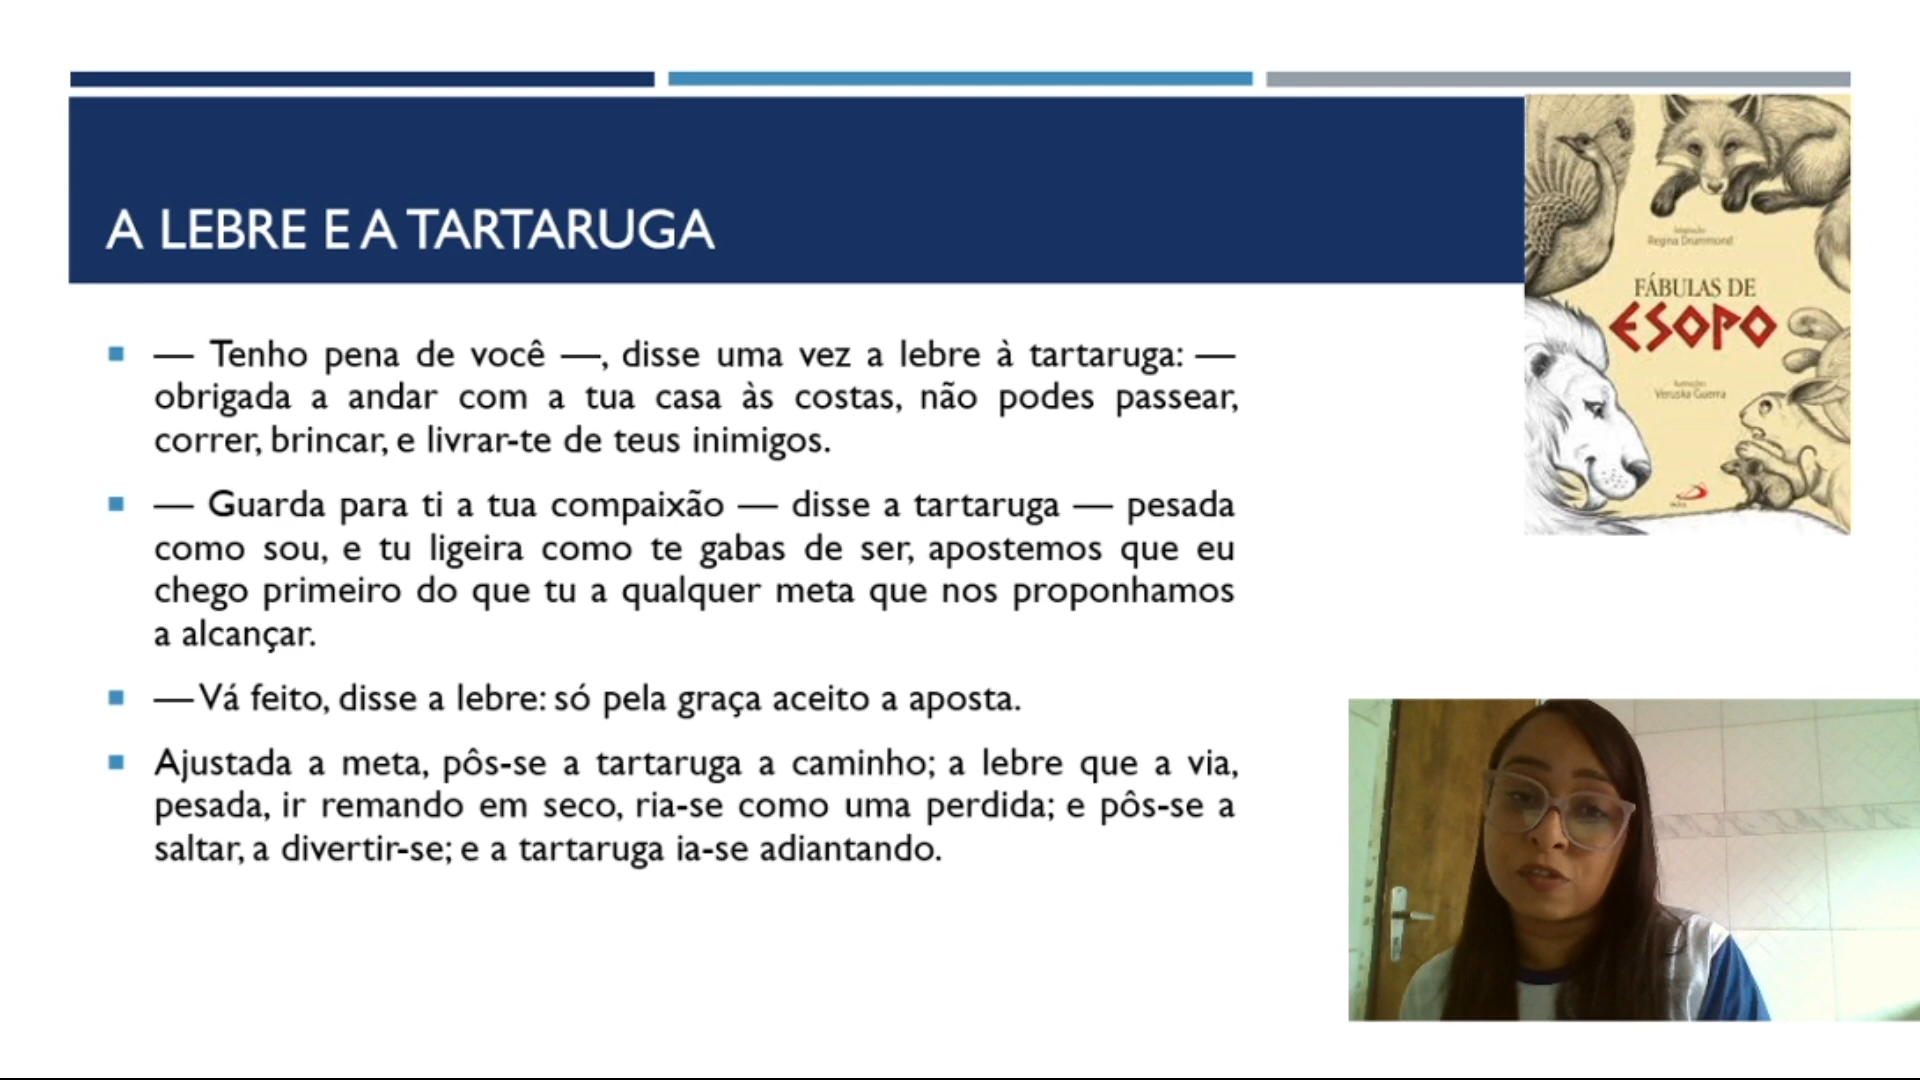 A LEBRE E A TARTARUGA
— Tenho pena de você —, disse uma vez a lebre à tartaruga: —
obrigada a andar com a tua casa às costas, não podes passear,
correr, brincar, e livrar-te de teus inimigos.
— Guarda para ti a tua compaixão — disse a tartaruga — pesada
como sou, e tu ligeira como te gabas de ser, apostemos que eu
chego primeiro do que tu a qualquer meta que nos proponhamos
a alcançar.
— Vá feito, disse a lebre: só pela graça aceito a aposta.
Ajustada a meta, pôs-se a tartaruga a caminho; a lebre que a via,
pesada, ir remando em seco, ria-se como uma perdida; e pôs-se a
saltar, a divertir-se; e a tartaruga ia-se adiantando.
Regina Drummond
FÁBULAS DE
ESOPO
Veruska Guerra